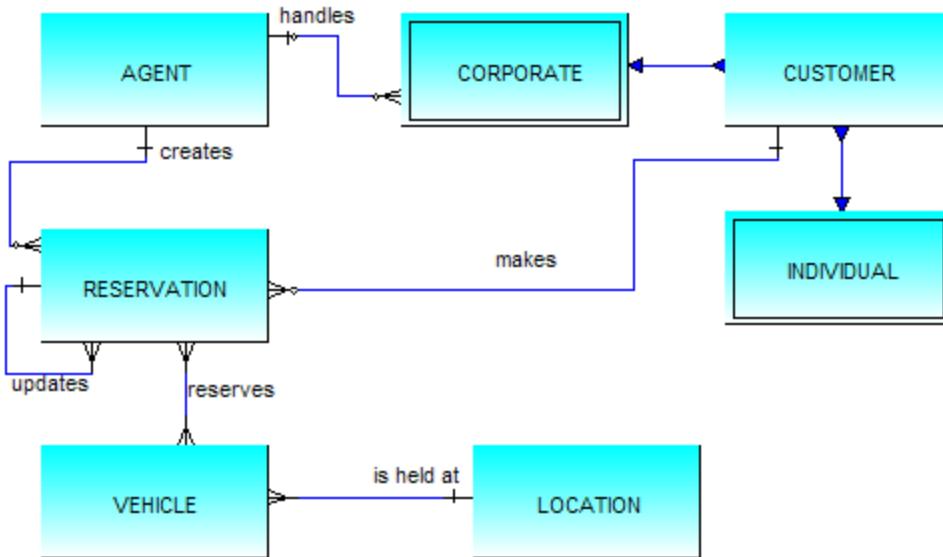 handles
AGENT
CORPORATE
CUSTOMER
creates
makes
INDIVIDUAL
RESERVATION
updates
reserves
is held at
VEHICLE
LOCATION